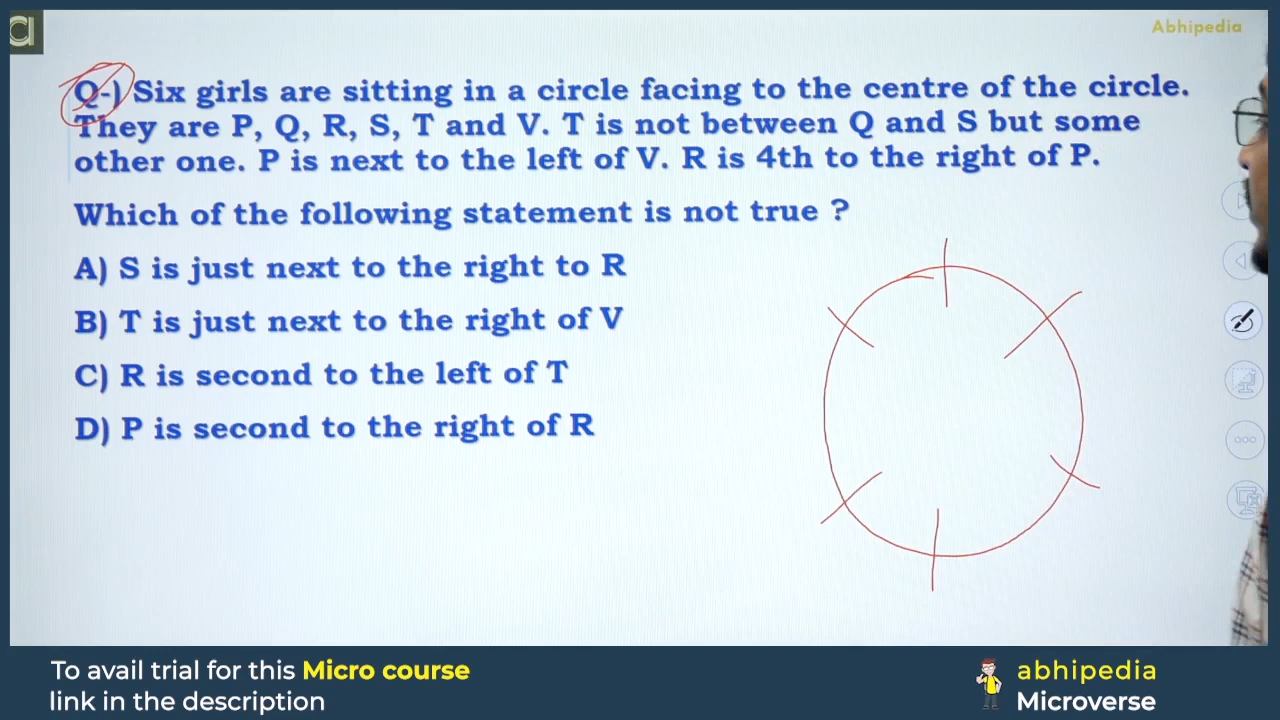 Abhipedia
Q-) Six girls are sitting in a circle facing to the centre of the circle.
They are P, Q, R, S, T and V. T is not between Q and S but some
other one. P is next to the left of V. R is 4th to the right of P.
Which of the following statement is not true ?
A) S is just next to the right to R
B) T is just next to the right of V
C) R is second to the left of T
D) P is second to the right of R
To avail trial for this Micro course
link in the description
abhipedia
Microverse